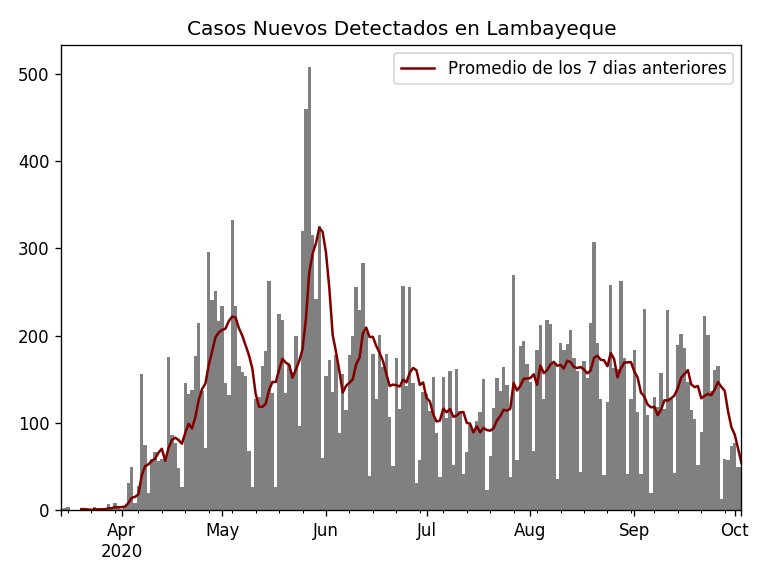 Casos Nuevos Detectados en Lambayeque
Promedio de los 7 dias anteriores
500
400
300
200
100
0
Apr May Jun Jul Aug Sep Oct
2020